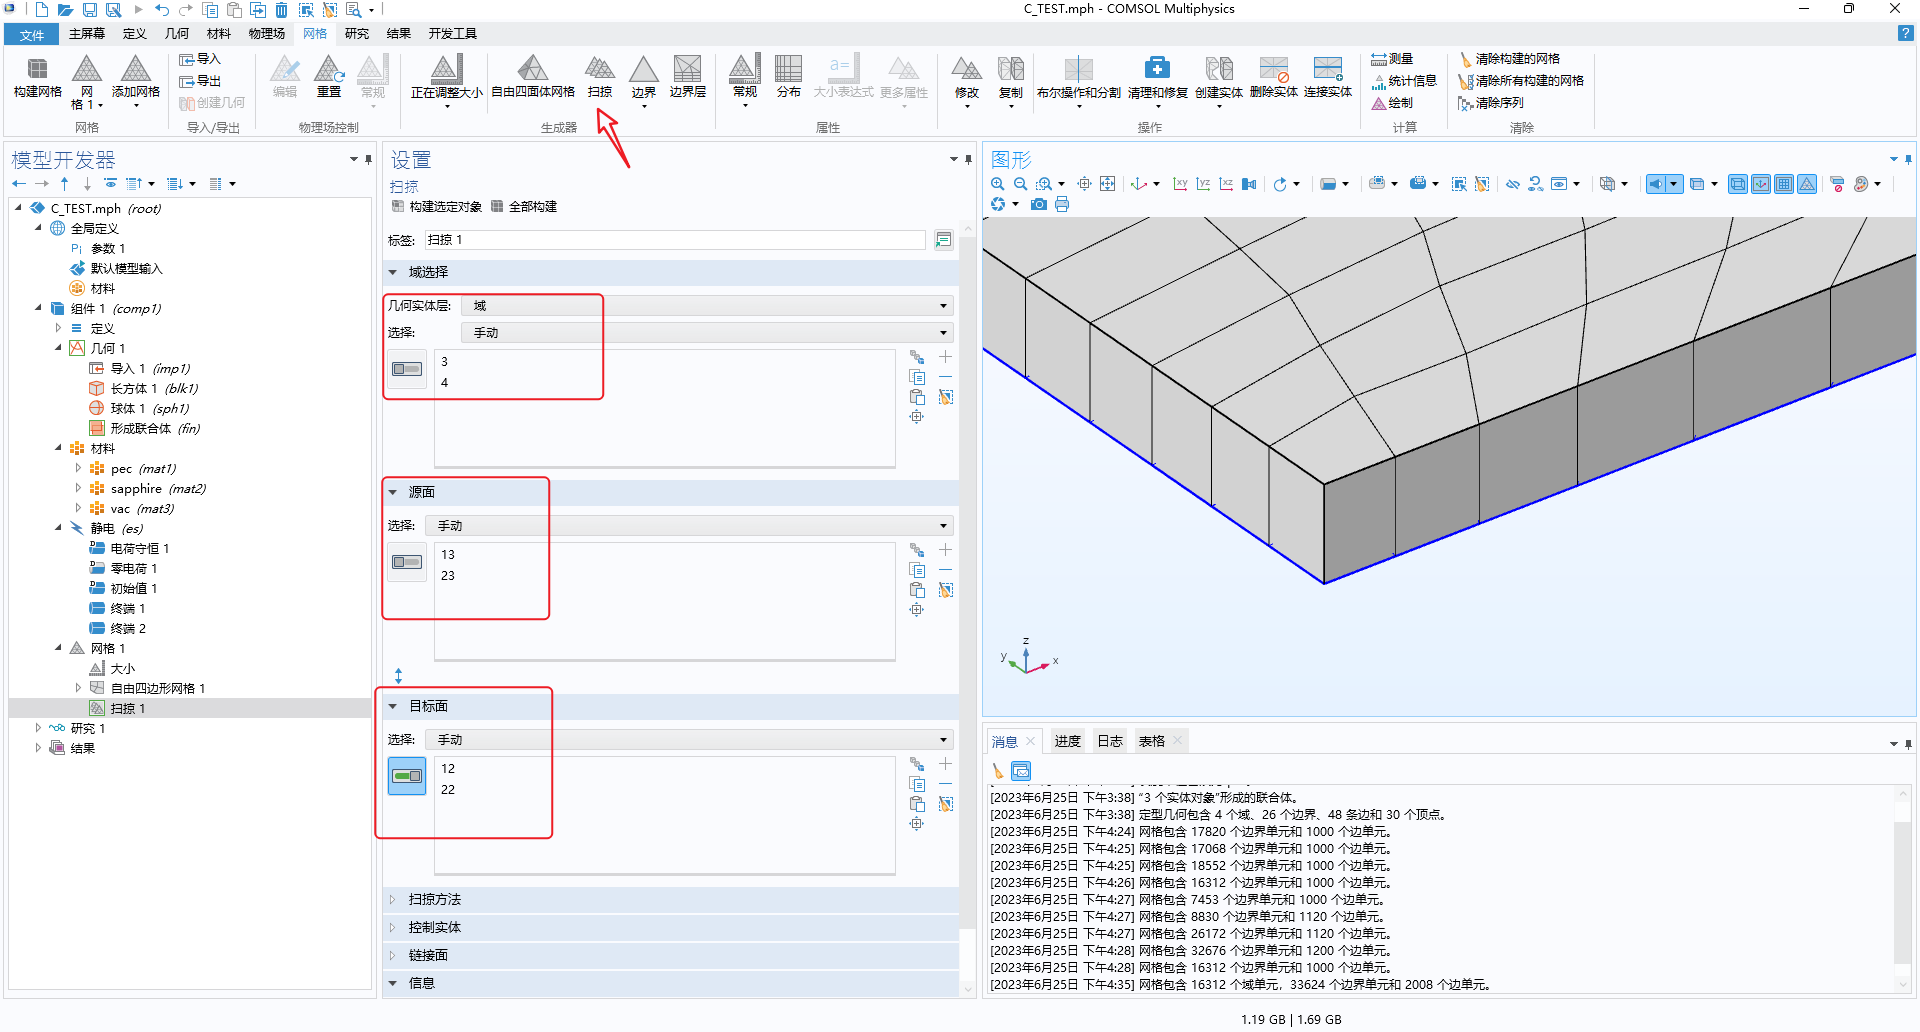 C_TEST.mph - COMSOL Multiphysics
文件 主屏幕 定义 几何 材料 物理场 网格 研究 结果 开发工具
构建网格 网格 1 添加网格 导入 导出 创建几何 编辑 重置 常规 正在调整大小 自由四面体网格 扫掠 边界 边界层 常规 分布 大小表达式 更多属性 修改 复制 布尔操作和分割 清理和修复 创建实体 删除实体 连接实体 测量 统计信息 绘制 清除构建的网格 清除所有构建的网格 清除序列
网格 导入/导出 物理场控制 生成器 属性 操作 计算 清除
模型开发器
C_TEST.mph (root)
全局定义
Pi 参数 1
默认模型输入
材料
组件 1 (comp1)
定义
几何 1
导入 1 (imp1)
长方体 1 (blk1)
球体 1 (sph1)
形成联合体 (fin)
材料
pec (mat1)
sapphire (mat2)
vac (mat3)
静电 (es)
电荷守恒 1
零电荷 1
初始值 1
终端 1
终端 2
网格 1
大小
自由四边形网格 1
扫掠 1
研究 1
结果
设置
扫掠
构建选定对象 全部构建
标签: 扫掠 1
域选择
几何实体层: 域
选择: 手动
3
4
源面
选择: 手动
13
23
目标面
选择: 手动
12
22
扫掠方法
控制实体
链接面
信息
图形
xy yz xz
z
y
x
消息 进度 日志 表格
[2023年6月25日 下午3:38] “3 个实体对象”形成的联合体。
[2023年6月25日 下午3:38] 定型几何包含 4 个域、26 个边界、48 条边和 30 个顶点。
[2023年6月25日 下午4:24] 网格包含 17820 个边界单元和 1000 个边单元。
[2023年6月25日 下午4:25] 网格包含 17068 个边界单元和 1000 个边单元。
[2023年6月25日 下午4:25] 网格包含 18552 个边界单元和 1000 个边单元。
[2023年6月25日 下午4:26] 网格包含 16312 个边界单元和 1000 个边单元。
[2023年6月25日 下午4:27] 网格包含 7453 个边界单元和 1000 个边单元。
[2023年6月25日 下午4:27] 网格包含 8830 个边界单元和 1120 个边单元。
[2023年6月25日 下午4:27] 网格包含 26172 个边界单元和 1120 个边单元。
[2023年6月25日 下午4:28] 网格包含 32676 个边界单元和 1200 个边单元。
[2023年6月25日 下午4:28] 网格包含 16312 个边界单元和 1000 个边单元。
[2023年6月25日 下午4:35] 网格包含 16312 个域单元，33624 个边界单元和 2008 个边单元。
1.19 GB | 1.69 GB